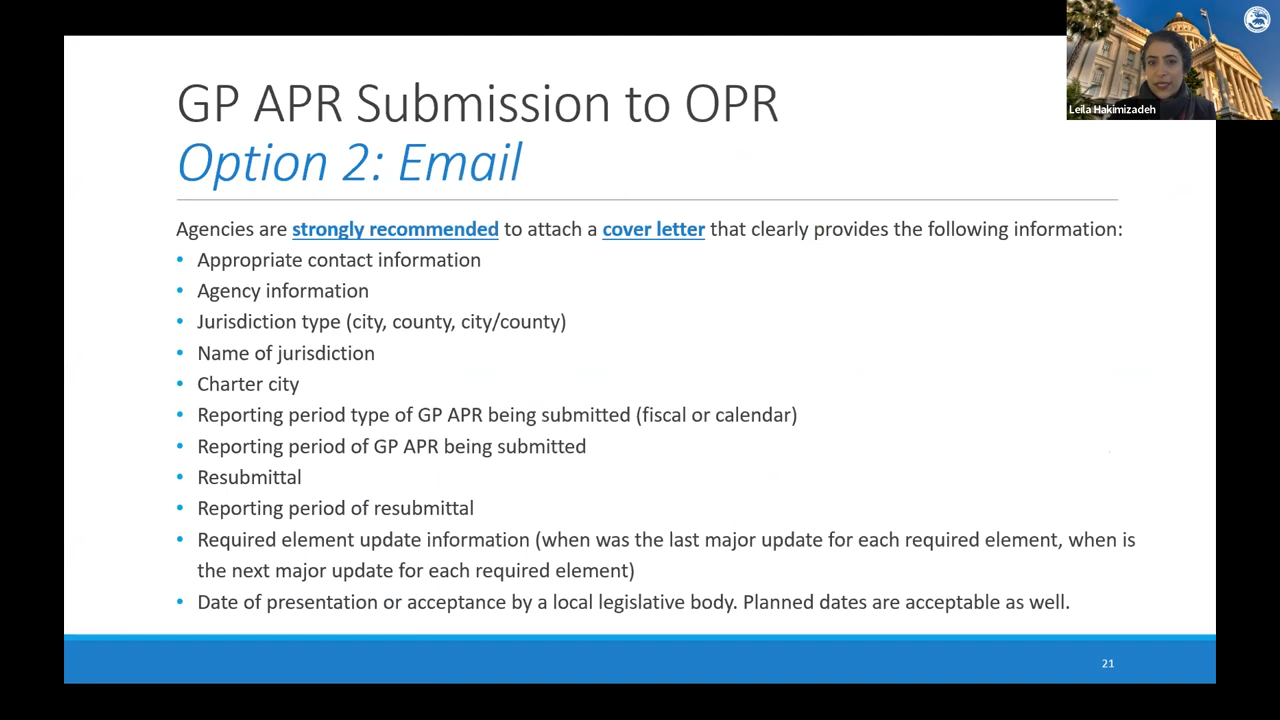 Leila Hakimizadeh
GP APR Submission to OPR
Option 2: Email
Agencies are strongly recommended to attach a cover letter that clearly provides the following information:
• Appropriate contact information
• Agency information
• Jurisdiction type (city, county, city/county)
• Name of jurisdiction
• Charter city
• Reporting period type of GP APR being submitted (fiscal or calendar)
• Reporting period of GP APR being submitted
• Resubmittal
• Reporting period of resubmittal
• Required element update information (when was the last major update for each required element, when is
the next major update for each required element)
• Date of presentation or acceptance by a local legislative body. Planned dates are acceptable as well.
21